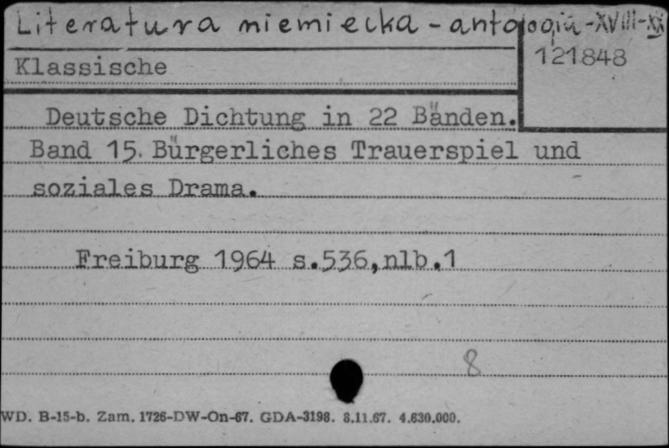 Literatura niemiecka - antologia - XVIII-XX
121848
Klassische
Deutsche Dichtung in 22 Bänden.
Band 15. Bürgerliches Trauerspiel und
soziales Drama.
Freiburg 1964 s.536,nlb.1
8
WD. B-15-b. Zam. 1726-DW-On-67. GDA-3198. 8.11.67. 4.630.000.